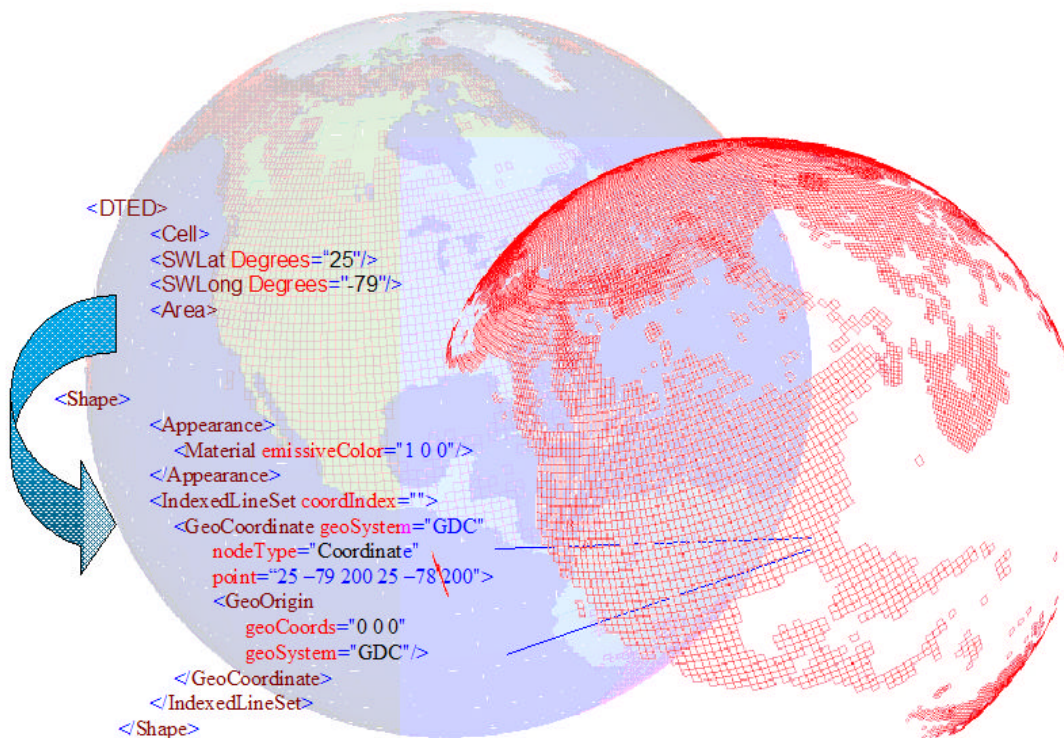 <DTED>
<Cell>
<SWLat Degrees=“25”/>
<SWLong Degrees="-79"/>
<Area>
<Shape>
<Appearance>
<Material emissiveColor="1 0 0"/>
</Appearance>
<IndexedLineSet coordIndex="">
<GeoCoordinate geoSystem="GDC"
nodeType="Coordinate"
point=“25 –79 200 25 –78 200">
<GeoOrigin
geoCoords="0 0 0"
geoSystem="GDC"/>
</GeoCoordinate>
</IndexedLineSet>
</Shape>